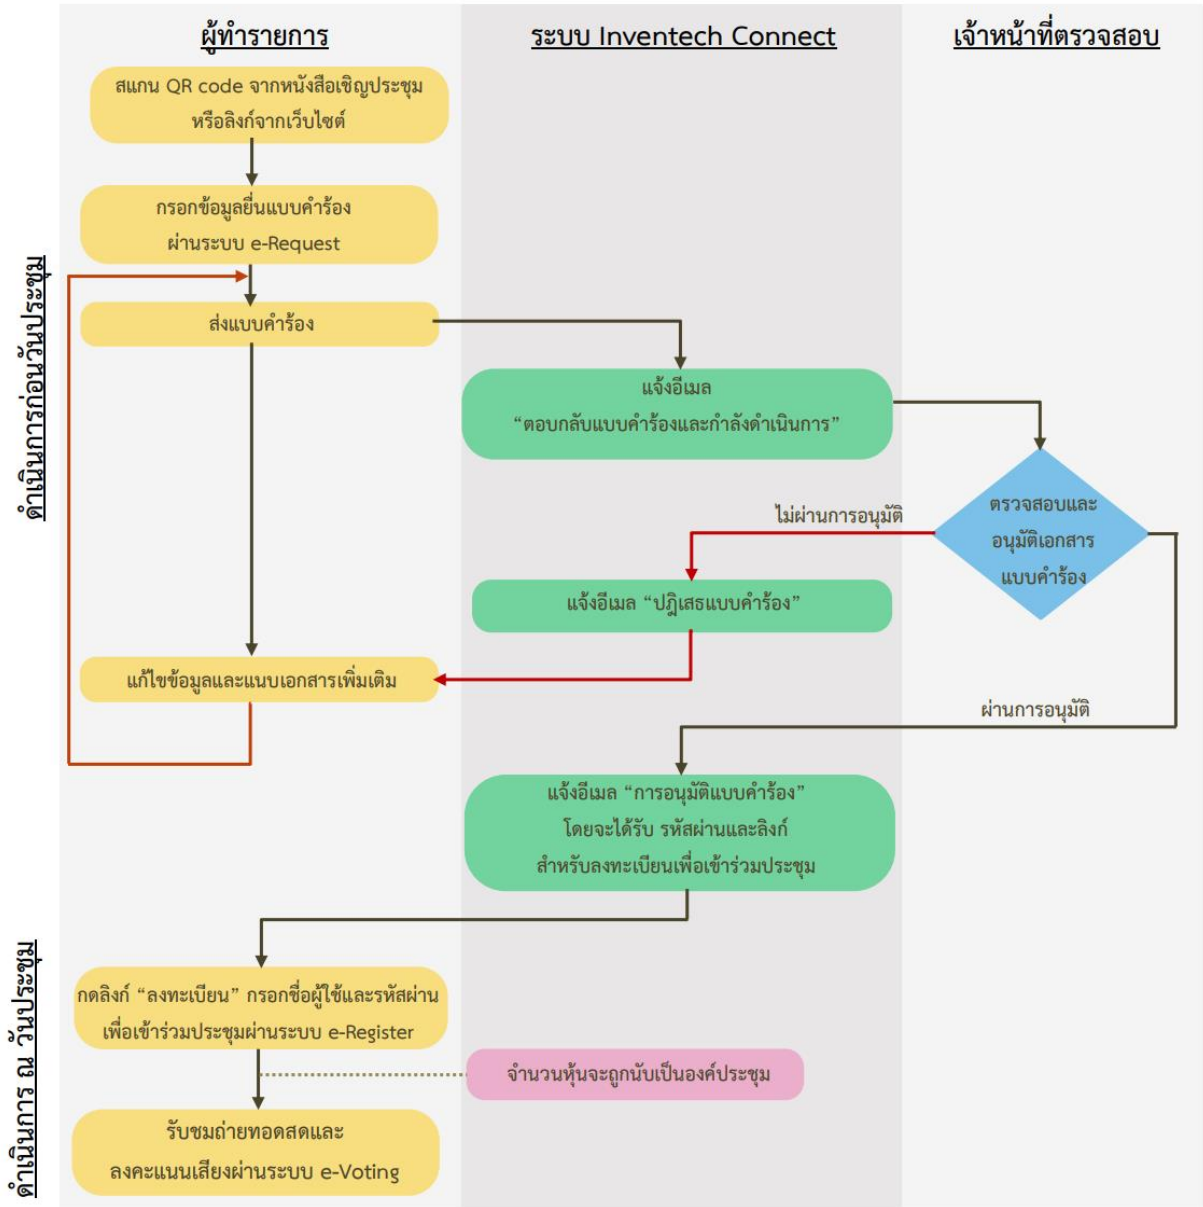 ผู้ทำรายการ
ระบบ Inventech Connect
เจ้าหน้าที่ตรวจสอบ
ดำเนินการก่อนวันประชุม
สแกน QR code จากหนังสือเชิญประชุม
หรือลิงก์จากเว็บไซต์
กรอกข้อมูลยื่นแบบคำร้อง
ผ่านระบบ e-Request
ส่งแบบคำร้อง
แจ้งอีเมล
“ตอบกลับแบบคำร้องและกำลังดำเนินการ”
ตรวจสอบและ
อนุมัติเอกสาร
แบบคำร้อง
ไม่ผ่านการอนุมัติ
แจ้งอีเมล “ปฎิเสธแบบคำร้อง”
แก้ไขข้อมูลและแนบเอกสารเพิ่มเติม
ผ่านการอนุมัติ
แจ้งอีเมล “การอนุมัติแบบคำร้อง”
โดยจะได้รับ รหัสผ่านและลิงก์
สำหรับลงทะเบียนเพื่อเข้าร่วมประชุม
ดำเนินการ ณ วันประชุม
กดลิงก์ “ลงทะเบียน” กรอกชื่อผู้ใช้และรหัสผ่าน
เพื่อเข้าร่วมประชุมผ่านระบบ e-Register
จำนวนหุ้นจะถูกนับเป็นองค์ประชุม
รับชมถ่ายทอดสดและ
ลงคะแนนเสียงผ่านระบบ e-Voting